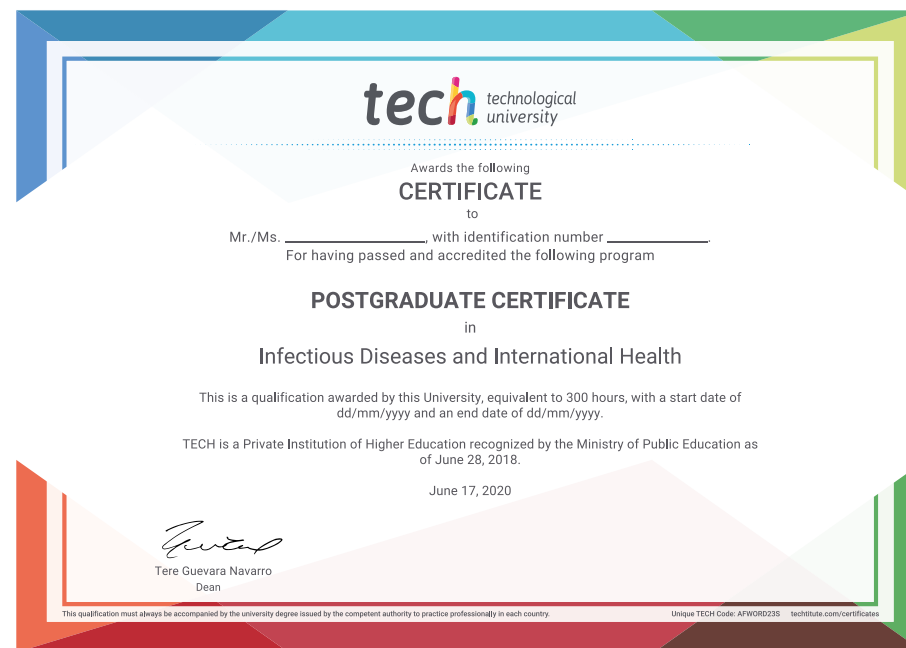 tech technological
university
Awards the following
CERTIFICATE
to
Mr./Ms. ____________________, with identification number ______________.
For having passed and accredited the following program
POSTGRADUATE CERTIFICATE
in
Infectious Diseases and International Health
This is a qualification awarded by this University, equivalent to 300 hours, with a start date of
dd/mm/yyyy and an end date of dd/mm/yyyy.
TECH is a Private Institution of Higher Education recognized by the Ministry of Public Education as
of June 28, 2018.
June 17, 2020
Tere Guevara Navarro
Dean
This qualification must always be accompanied by the university degree issued by the competent authority to practice professionally in each country.
Unique TECH Code: AFWORD23S techtitute.com/certificates